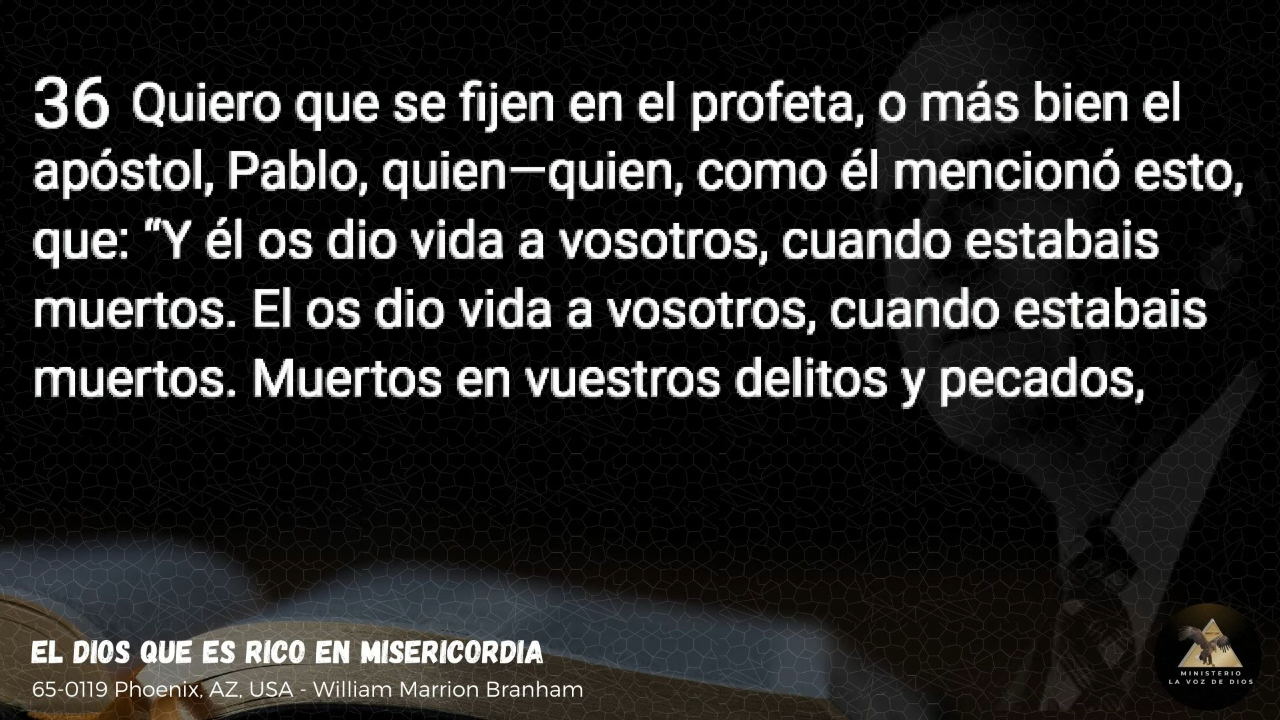 36 Quiero que se fijen en el profeta, o más bien el
apóstol, Pablo, quien—quien, como él mencionó esto,
que: “Y él os dio vida a vosotros, cuando estabais
muertos. El os dio vida a vosotros, cuando estabais
muertos. Muertos en vuestros delitos y pecados,
EL DIOS QUE ES RICO EN MISERICORDIA
65-0119 Phoenix, AZ, USA - William Marrion Branham
MINISTERIO
LA VOZ DE DIOS